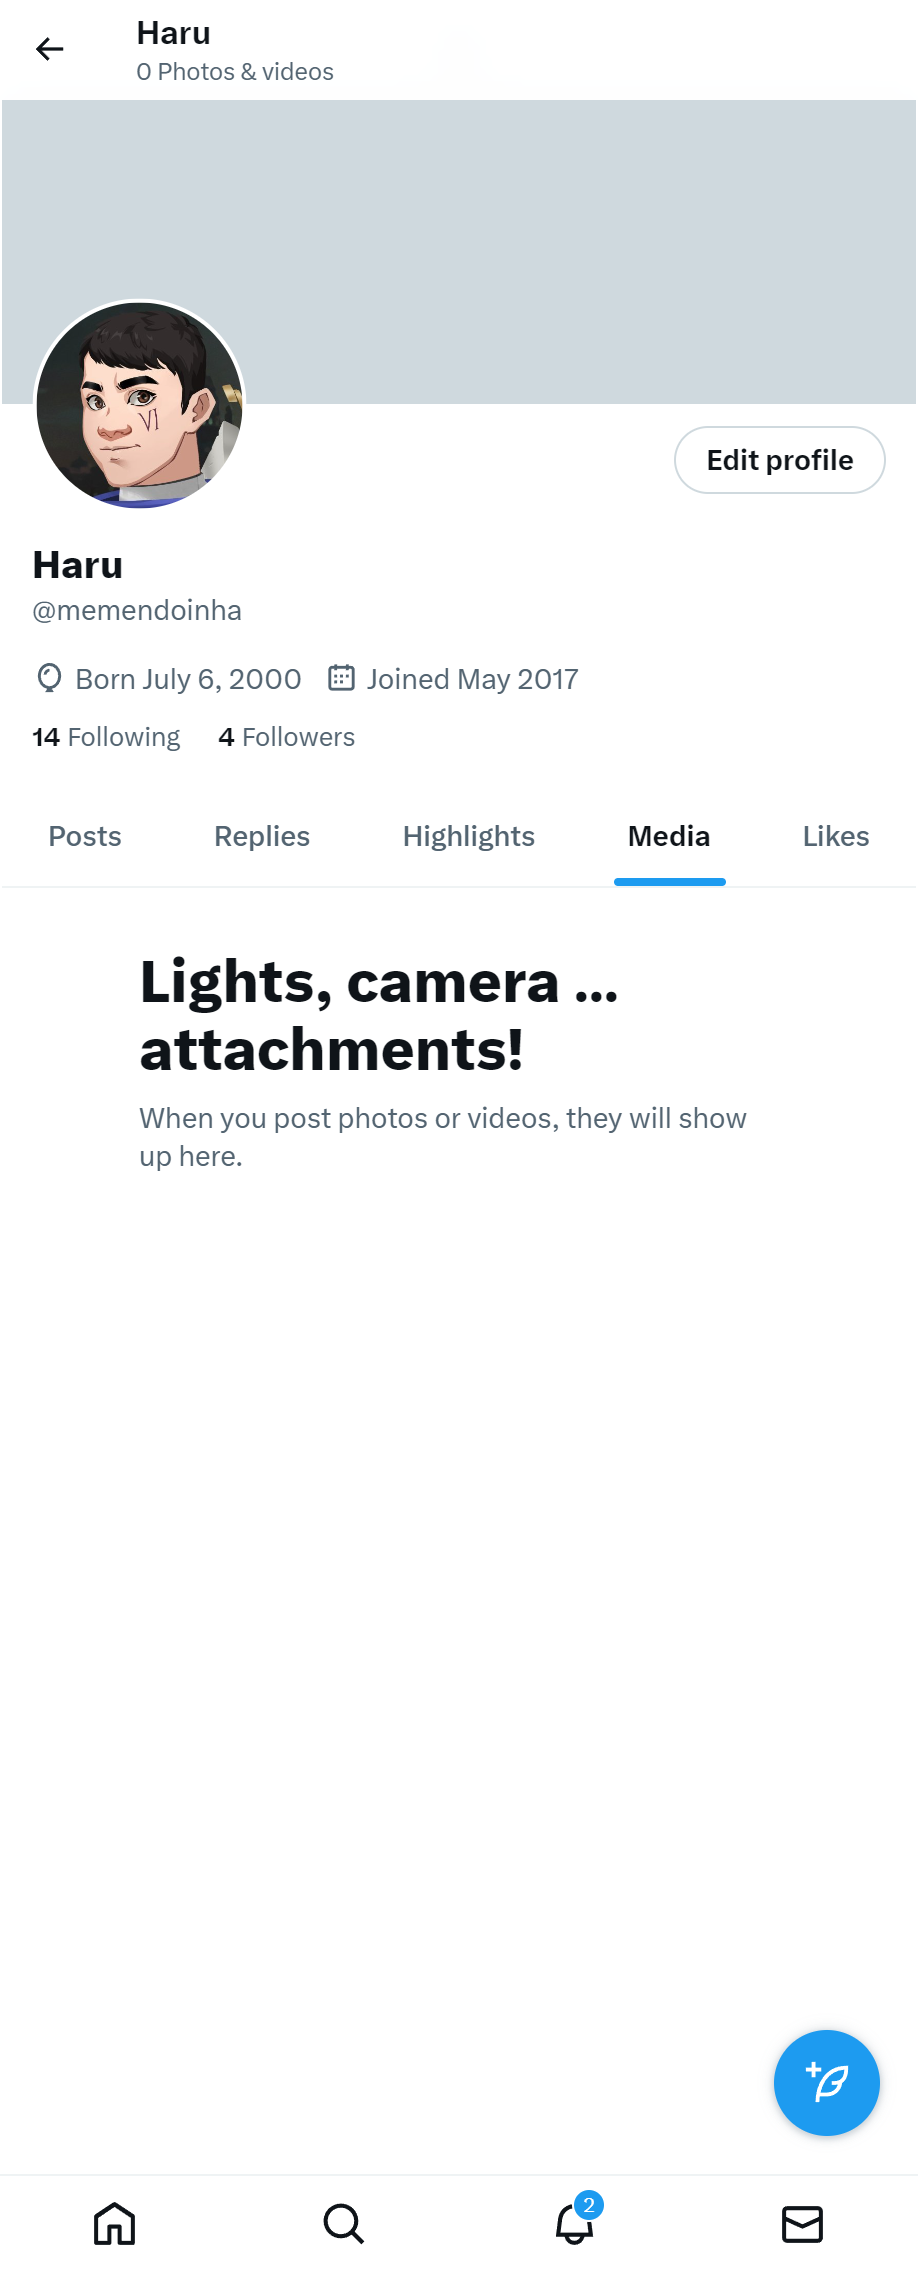 Haru
0 Photos & videos
VI
Edit profile
Haru
@memendoinha
Born July 6, 2000 Joined May 2017
14 Following 4 Followers
Posts Replies Highlights Media Likes
Lights, camera ...
attachments!
When you post photos or videos, they will show
up here.
2